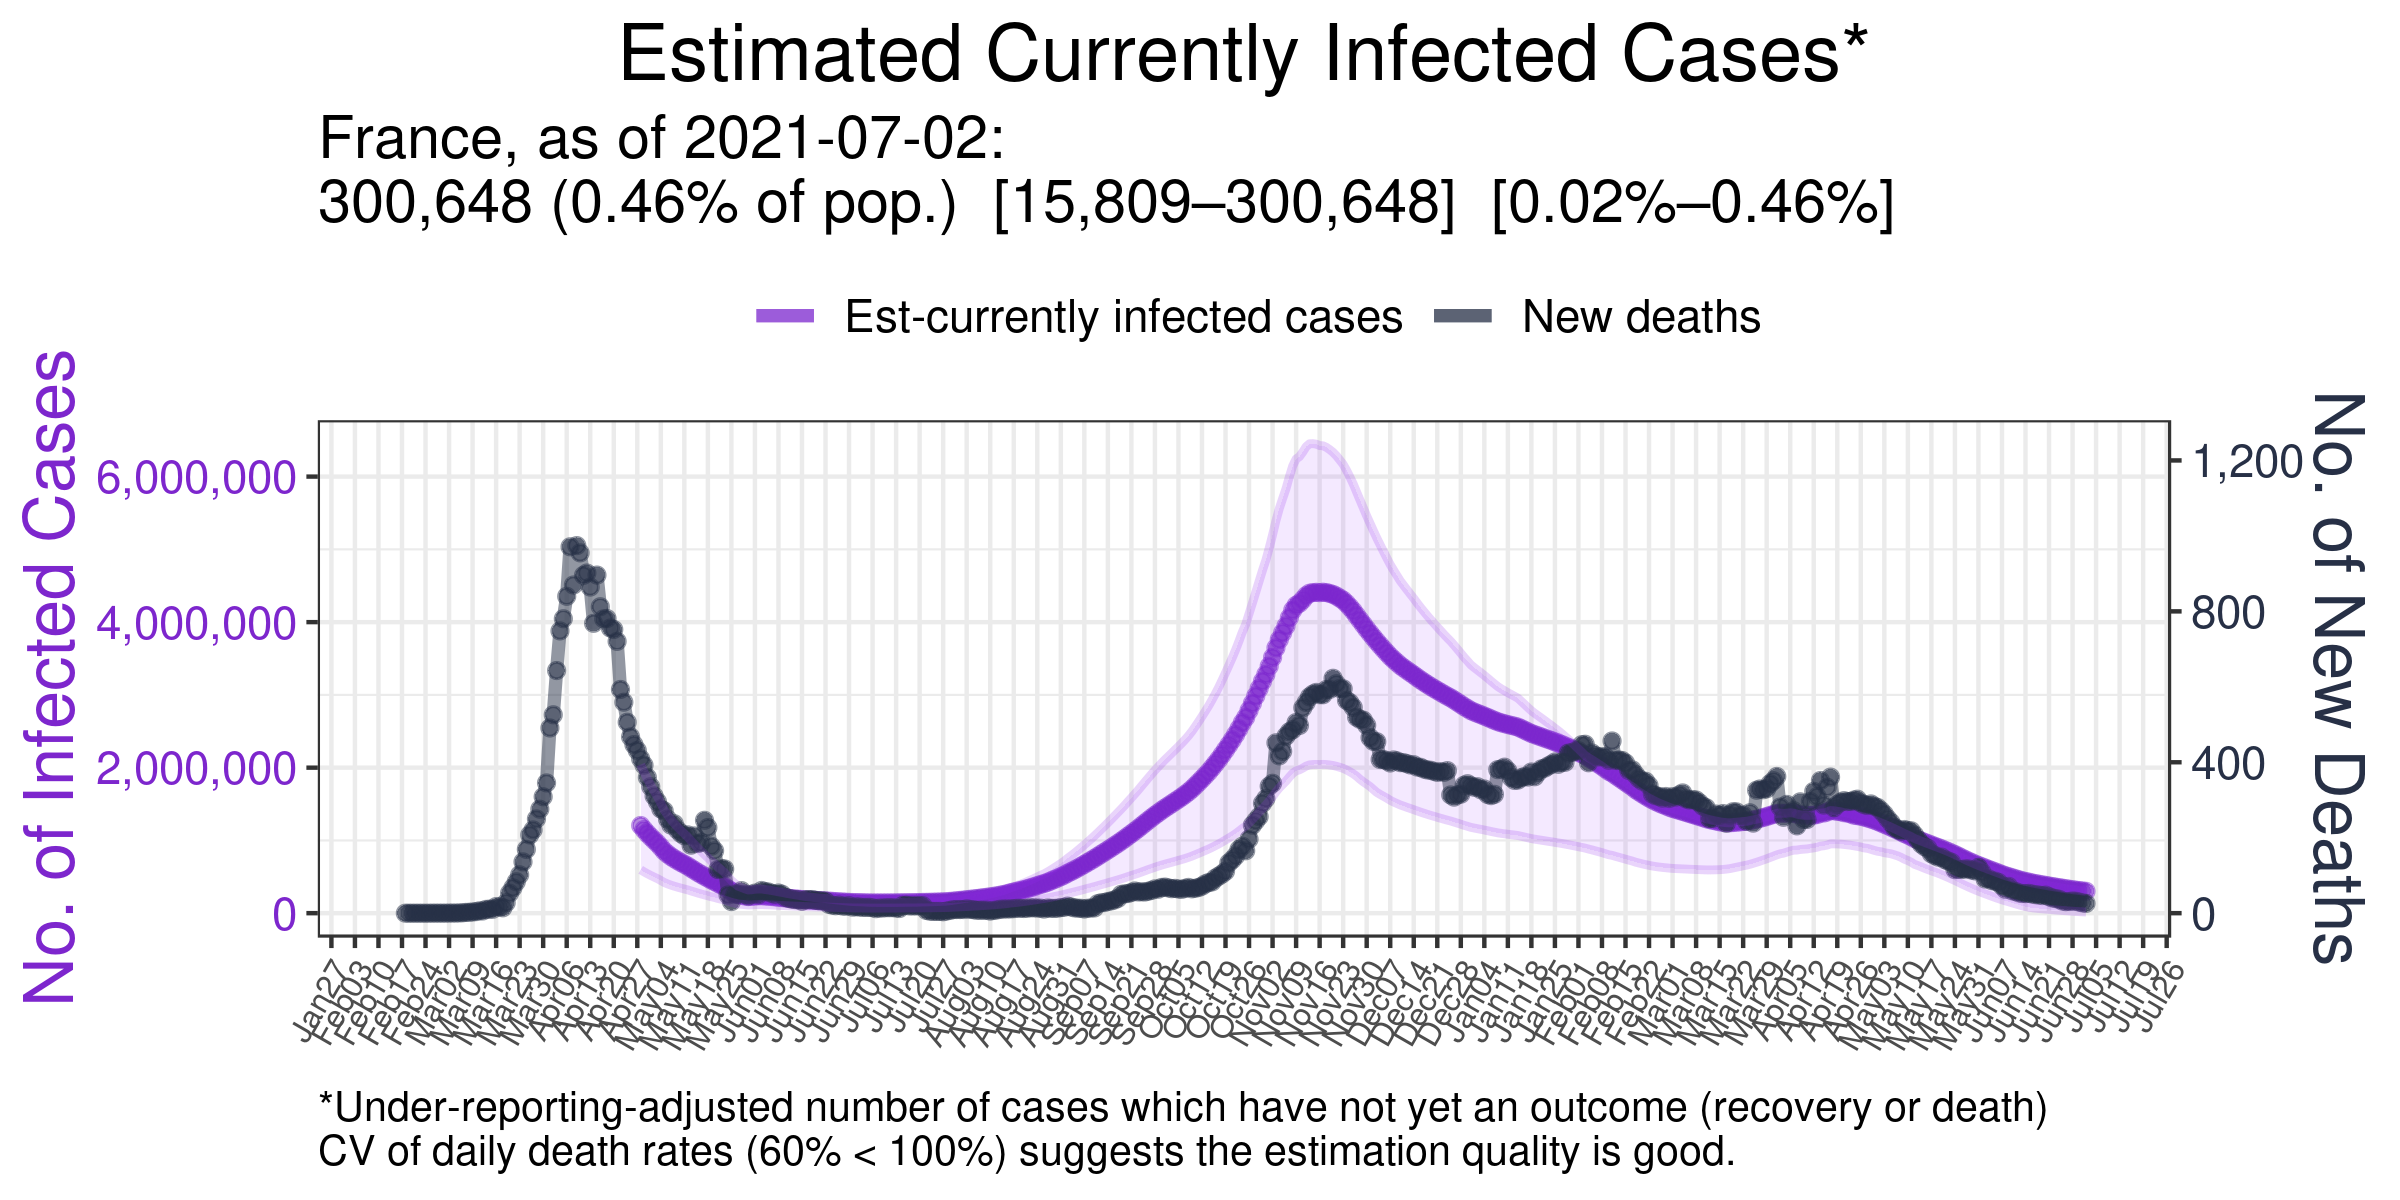 Estimated Currently Infected Cases*
France, as of 2021-07-02:
300,648 (0.46% of pop.) [15,809–300,648] [0.02%–0.46%]
Est-currently infected cases New deaths
No. of Infected Cases
6,000,000
4,000,000
2,000,000
0
1,200
800
400
0
No. of New Deaths
Jan27
Feb03
Feb10
Feb17
Feb24
Mar02
Mar09
Mar16
Mar23
Mar30
Apr06
Apr13
Apr20
Apr27
May04
May11
May18
May25
Jun01
Jun08
Jun15
Jun22
Jun29
Jul06
Jul13
Jul20
Jul27
Aug03
Aug10
Aug17
Aug24
Aug31
Sep07
Sep14
Sep21
Sep28
Oct05
Oct12
Oct19
Oct26
Nov02
Nov09
Nov16
Nov23
Nov30
Dec07
Dec14
Dec21
Dec28
Jan04
Jan11
Jan18
Jan25
Feb01
Feb08
Feb15
Feb22
Mar01
Mar08
Mar15
Mar22
Mar29
Apr05
Apr12
Apr19
Apr26
May03
May10
May17
May24
May31
Jun07
Jun14
Jun21
Jun28
Jul05
Jul12
Jul19
Jul26
*Under-reporting-adjusted number of cases which have not yet an outcome (recovery or death)
CV of daily death rates (60% < 100%) suggests the estimation quality is good.